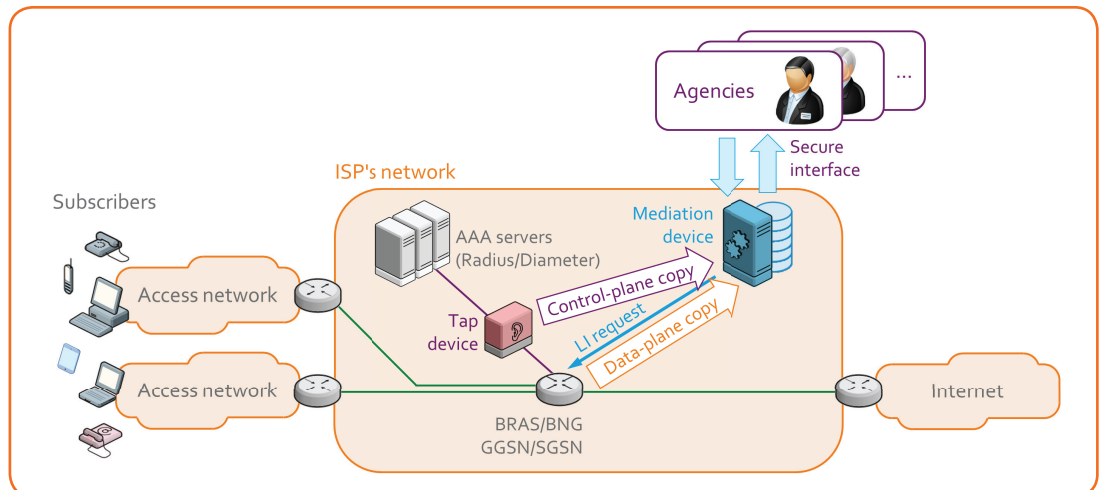 Agencies
...
Secure
interface
ISP's network
Subscribers
Mediation
device
AAA servers
(Radius/Diameter)
Access network
Control-plane copy
Tap
device
LI request
Data-plane copy
Access network
Internet
BRAS/BNG
GGSN/SGSN